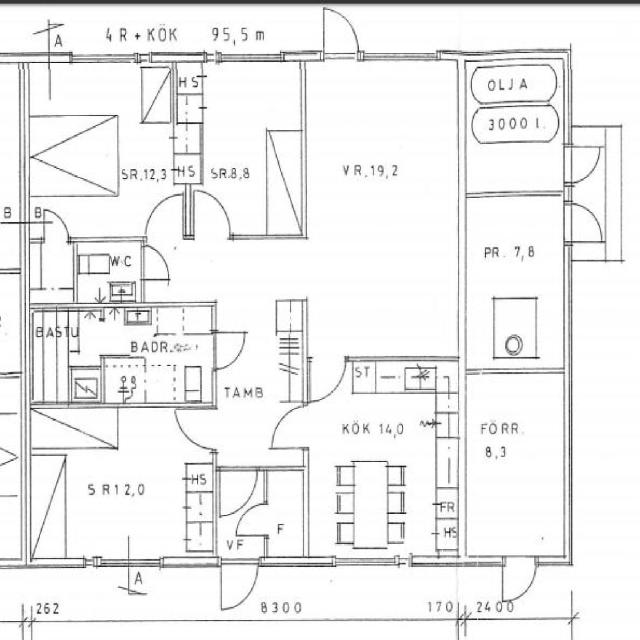 4 R + KÖK 95,5 m
A
HS
OLJA
3000 l.
SR.12,3
HS
SR.8,8
VR.19,2
B
B
PR. 7,8
WC
BASTU
BADR.
ST
TAMB
KÖK 14,0
FÖRR.
8,3
SR12,0
HS
FR
HS
VF
F
A
262
8300
170
2400